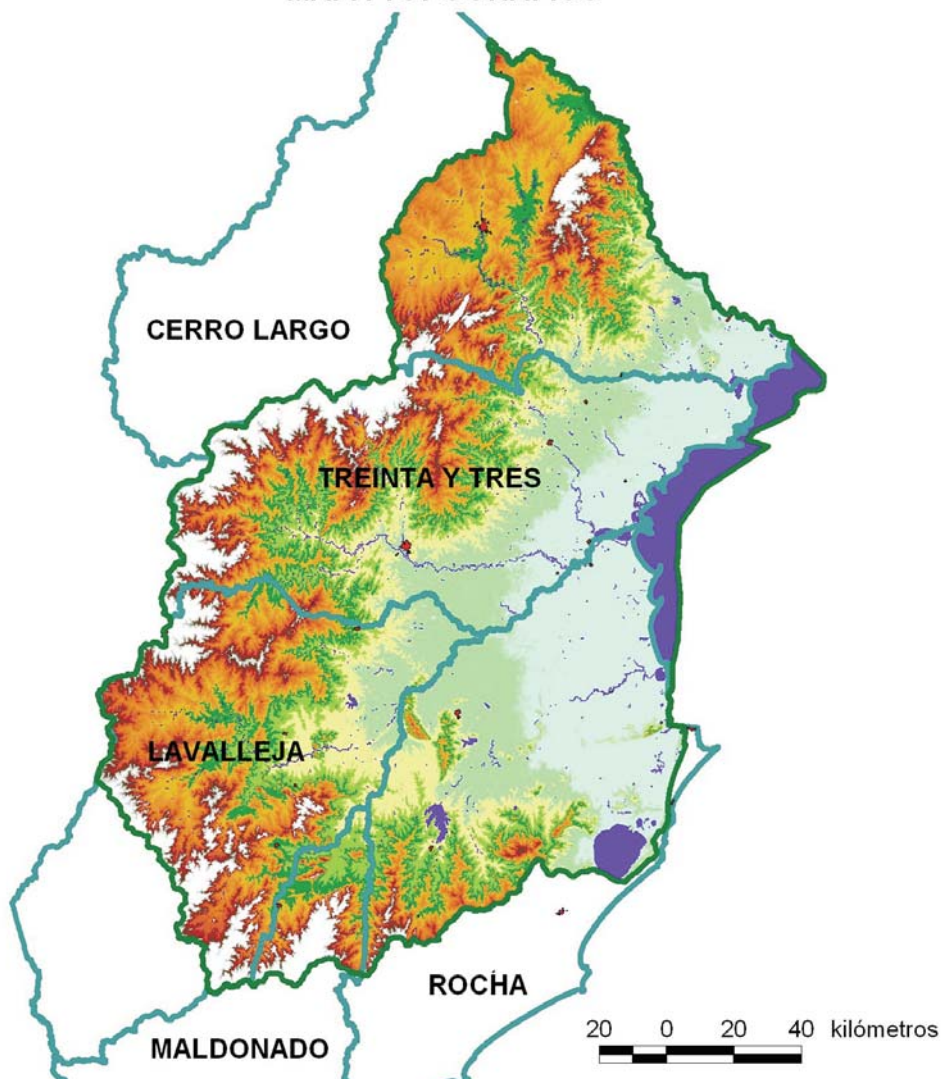 CERRO LARGO
TREINTA Y TRES
LAVALLEJA
ROCHA
MALDONADO
20 0 20 40 kilómetros